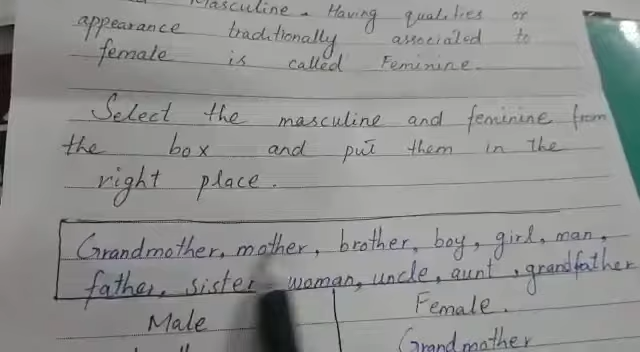 Masculine. Having qualities or
appearance traditionally associated to
female is called Feminine.
Select the masculine and feminine from
the box and put them in the
right place.
Grandmother, mother, brother, boy, girl, man,
father, sister woman, uncle, aunt, grandfather
Male Female.
Grandmother